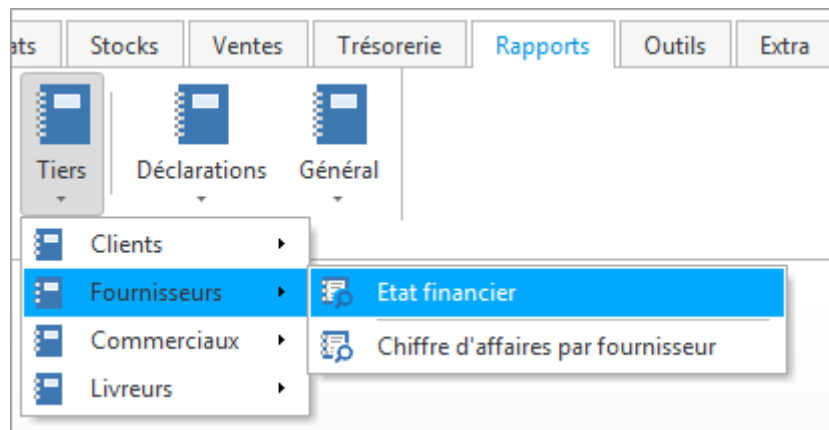 ats Stocks Ventes Trésorerie Rapports Outils Extra
Tiers Déclarations Général
Clients
Fournisseurs Etat financier
Commerciaux Chiffre d'affaires par fournisseur
Livreurs